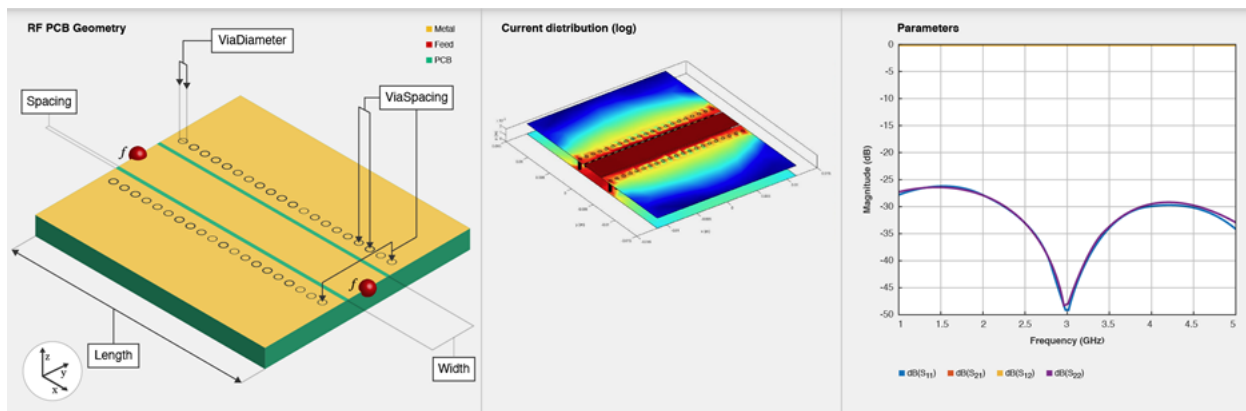 RF PCB Geometry
ViaDiameter
Metal
Feed
PCB
Spacing
ViaSpacing
f
f
Length
Width
z
y
x
Current distribution (log)
Parameters
0
-5
-10
-15
-20
-25
-30
-35
-40
-45
-50
Magnitude (dB)
1 1.5 2 2.5 3 3.5 4 4.5 5
Frequency (GHz)
dB(S11) dB(S21) dB(S12) dB(S22)